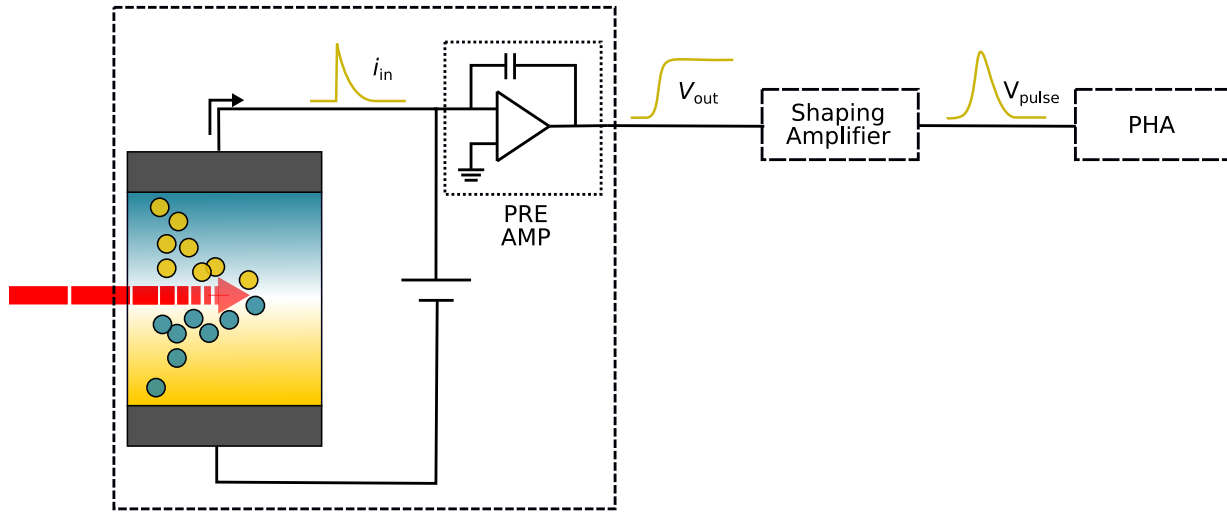 i_in
PRE
AMP
V_out
Shaping
Amplifier
V_pulse
PHA